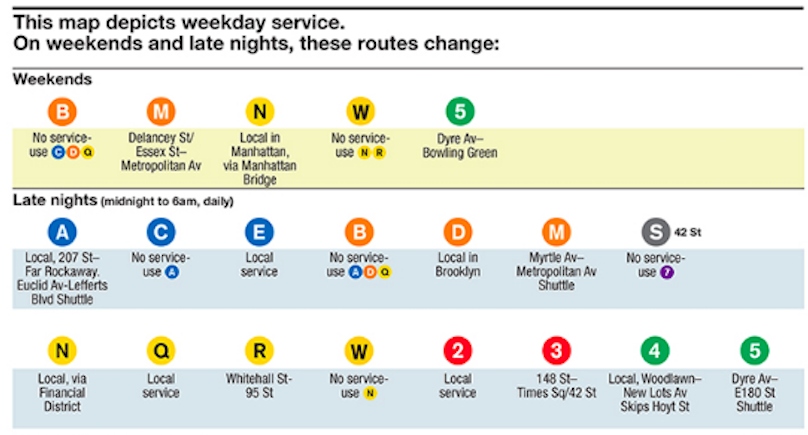 This map depicts weekday service.
On weekends and late nights, these routes change:
Weekends
B M N W 5
No service-
use C D Q
Delancey St/
Essex St–
Metropolitan Av
Local in
Manhattan,
via Manhattan
Bridge
No service-
use N R
Dyre Av–
Bowling Green
Late nights (midnight to 6am, daily)
A C E B D M S 42 St
Local, 207 St–
Far Rockaway.
Euclid Av-Lefferts
Blvd Shuttle
No service-
use A
Local
service
No service-
use A D Q
Local in
Brooklyn
Myrtle Av–
Metropolitan Av
Shuttle
No service-
use 7
N Q R W 2 3 4 5
Local, via
Financial
District
Local
service
Whitehall St-
95 St
No service-
use N
Local
service
148 St–
Times Sq/42 St
Local, Woodlawn–
New Lots Av
Skips Hoyt St
Dyre Av–
E180 St
Shuttle